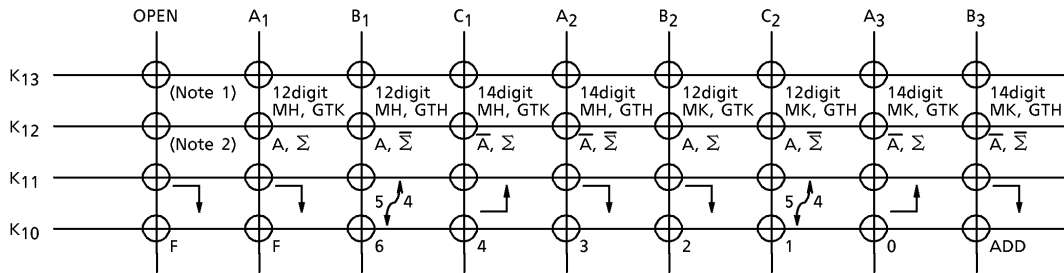 OPEN A1 B1 C1 A2 B2 C2 A3 B3
K13
(Note 1) 12digit 12digit 14digit 14digit 12digit 12digit 14digit 14digit
MH, GTK MH, GTH MH, GTK MH, GTH MK, GTK MK, GTH MK, GTK MK, GTH
K12
(Note 2) A, Σ A, Σ̅ A̅, Σ A̅, Σ̅ A, Σ A, Σ̅ A̅, Σ A̅, Σ̅
K11
5 4 5 4
K10
F F 6 4 3 2 1 0 ADD